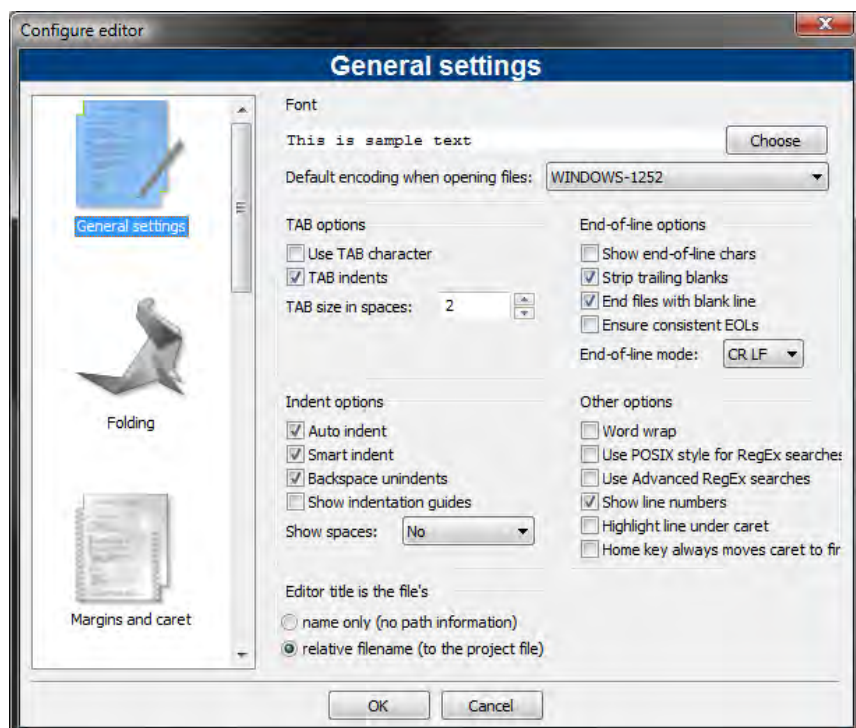 Configure editor
General settings
General settings
Folding
Margins and caret
Font
This is sample text
Choose
Default encoding when opening files: WINDOWS-1252
TAB options
Use TAB character
TAB indents
TAB size in spaces: 2
End-of-line options
Show end-of-line chars
Strip trailing blanks
End files with blank line
Ensure consistent EOLs
End-of-line mode: CR LF
Indent options
Auto indent
Smart indent
Backspace unindents
Show indentation guides
Show spaces: No
Other options
Word wrap
Use POSIX style for RegEx searches
Use Advanced RegEx searches
Show line numbers
Highlight line under caret
Home key always moves caret to fir
Editor title is the file's
name only (no path information)
relative filename (to the project file)
OK
Cancel